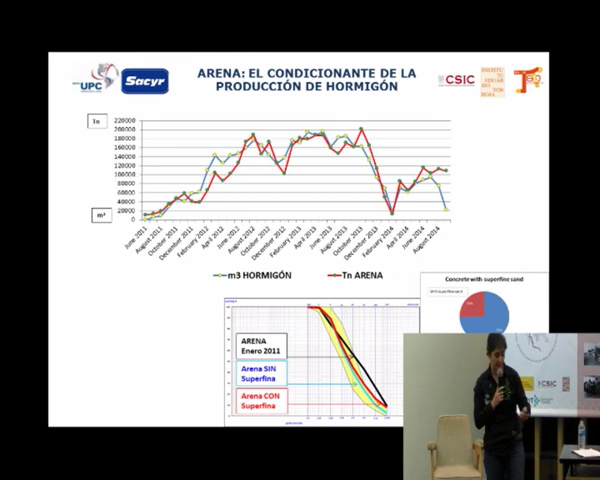 UPC
Sacyr
ARENA: EL CONDICIONANTE DE LA
PRODUCCIÓN DE HORMIGÓN
CSIC
Tn
m³
220000
200000
180000
160000
140000
120000
100000
80000
60000
40000
20000
0
June 2011
August 2011
October 2011
December 2011
February 2012
April 2012
June 2012
August 2012
October 2012
December 2012
February 2013
April 2013
June 2013
August 2013
October 2013
December 2013
February 2014
April 2014
June 2014
August 2014
m3 HORMIGÓN
Tn ARENA
Concrete with superfine sand
ARENA
Enero 2011
Arena SIN
Superfina
Arena CON
Superfina
CSIC